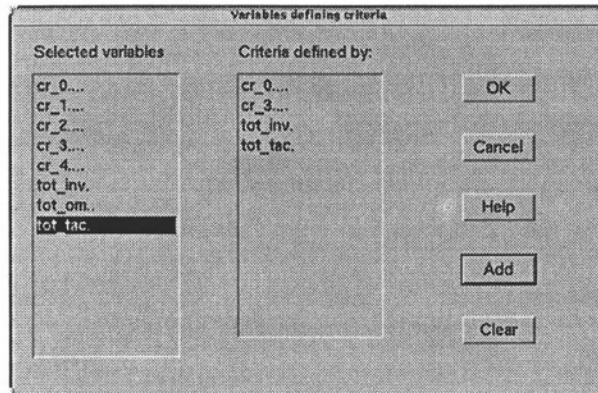 Variables defining criteria
Selected variables
cr_0....
cr_1....
cr_2....
cr_3....
cr_4....
tot_inv.
tot_om..
tot_tac.
Criteria defined by:
cr_0....
cr_3....
tot_inv.
tot_tac.
OK
Cancel
Help
Add
Clear